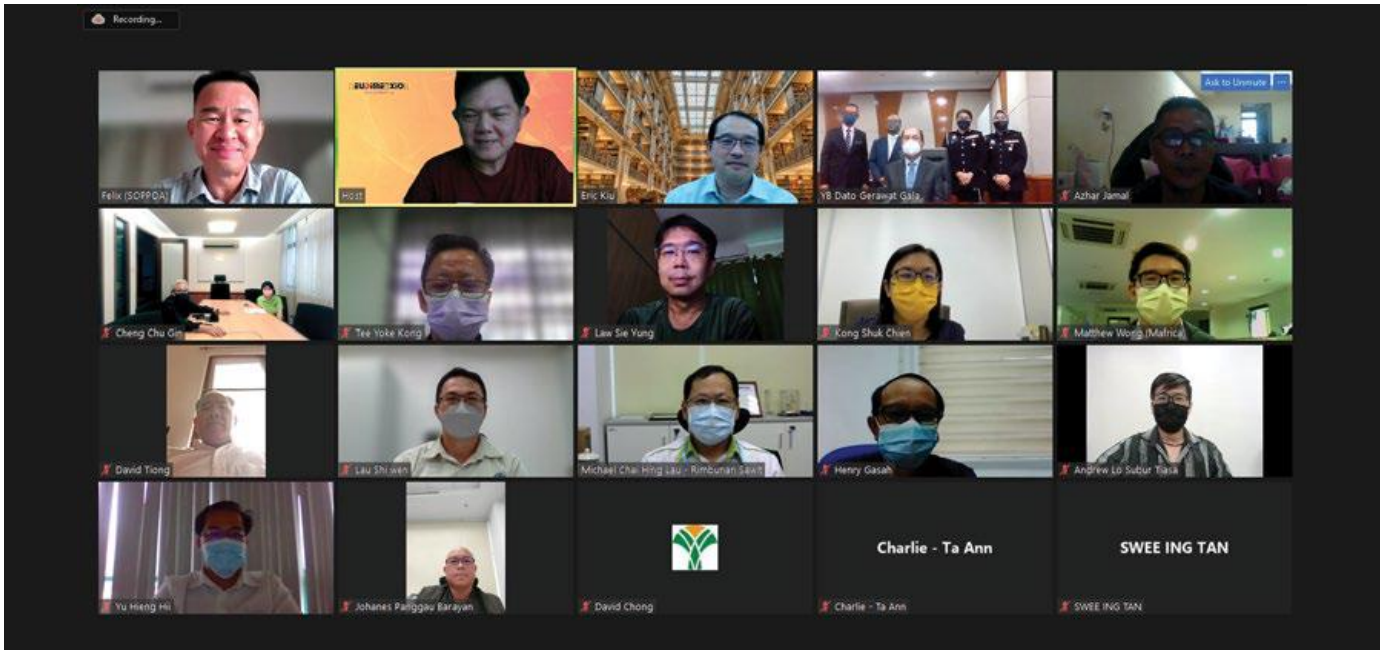 Recording...
Felix (SOPPOA)
Host
Eric Kiu
YB Dato Gerawat Gala
Ask to Unmute ...
Azhar Jamal
Cheng Chu Gin
Tee Yoke Kong
Law Sie Yung
Kong Shuk Chien
Matthew Wong (Mafrica)
David Tiong
Lau Shi wen
Michael Chai Hing Lau - Rimbunan Sawit
Henry Gasah
Andrew Lo Subur Tiasa
Yu Hieng Hii
Johanes Panggau Barayan
David Chong
Charlie - Ta Ann
Charlie - Ta Ann
SWEE ING TAN
SWEE ING TAN